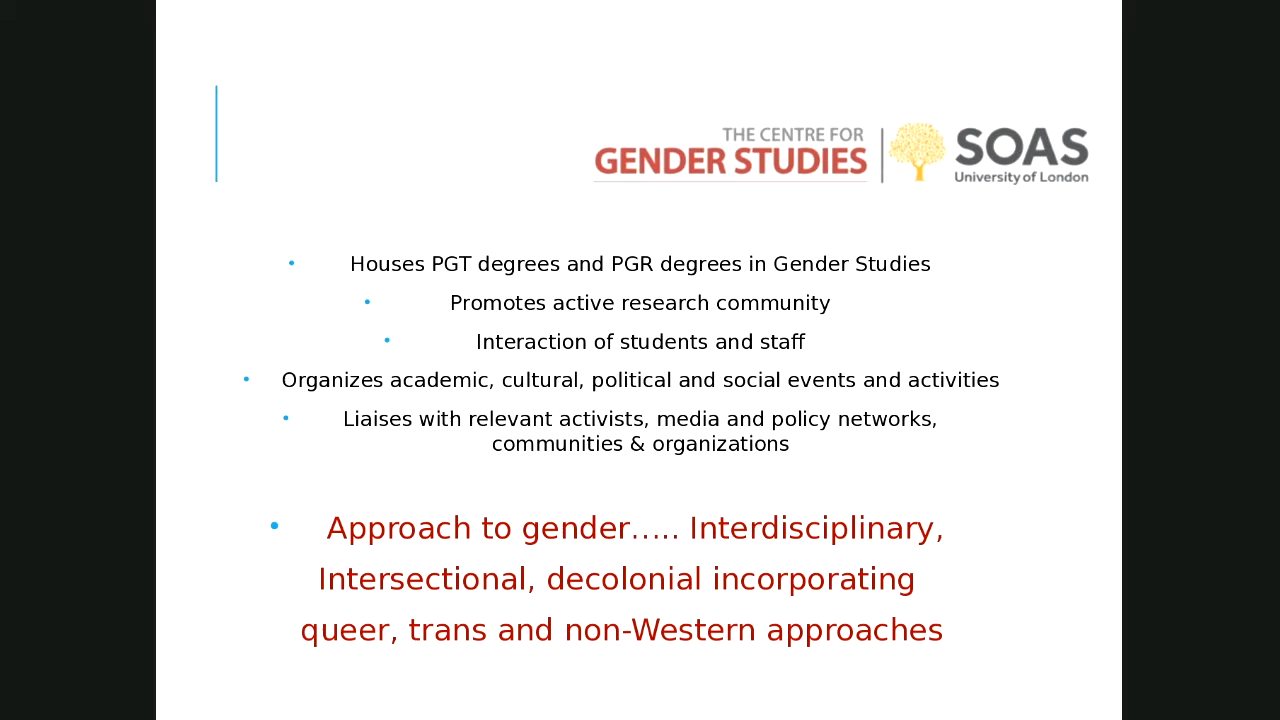 THE CENTRE FOR
GENDER STUDIES
SOAS
University of London
• Houses PGT degrees and PGR degrees in Gender Studies
• Promotes active research community
• Interaction of students and staff
• Organizes academic, cultural, political and social events and activities
• Liaises with relevant activists, media and policy networks,
communities & organizations
• Approach to gender….. Interdisciplinary,
Intersectional, decolonial incorporating
queer, trans and non-Western approaches